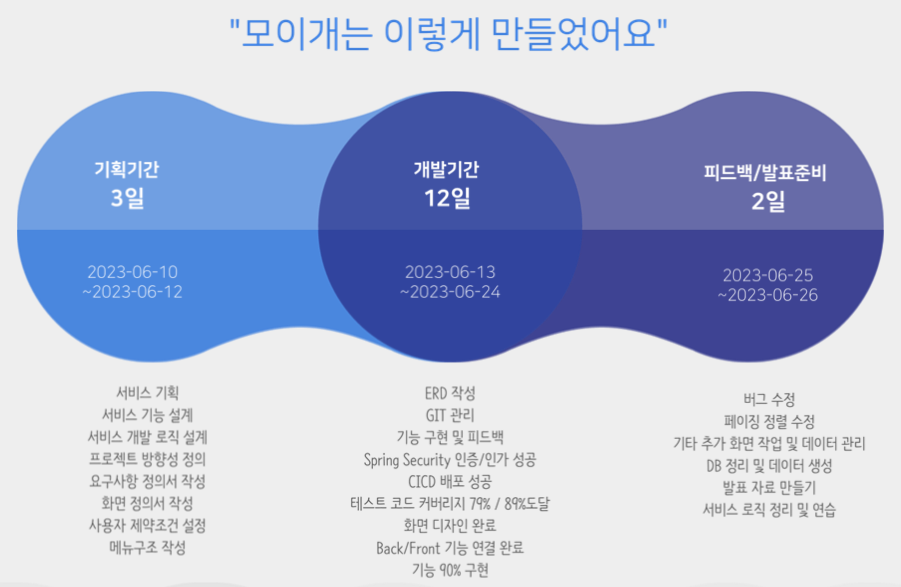 "모이개는 이렇게 만들었어요"
기획기간
3일
2023-06-10
~2023-06-12
서비스 기획
서비스 기능 설계
서비스 개발 로직 설계
프로젝트 방향성 정의
요구사항 정의서 작성
화면 정의서 작성
사용자 제약조건 설정
메뉴구조 작성
개발기간
12일
2023-06-13
~2023-06-24
ERD 작성
GIT 관리
기능 구현 및 피드백
Spring Security 인증/인가 성공
CICD 배포 성공
테스트 코드 커버리지 79% / 89%도달
화면 디자인 완료
Back/Front 기능 연결 완료
기능 90% 구현
피드백/발표준비
2일
2023-06-25
~2023-06-26
버그 수정
페이징 정렬 수정
기타 추가 화면 작업 및 데이터 관리
DB 정리 및 데이터 생성
발표 자료 만들기
서비스 로직 정리 및 연습